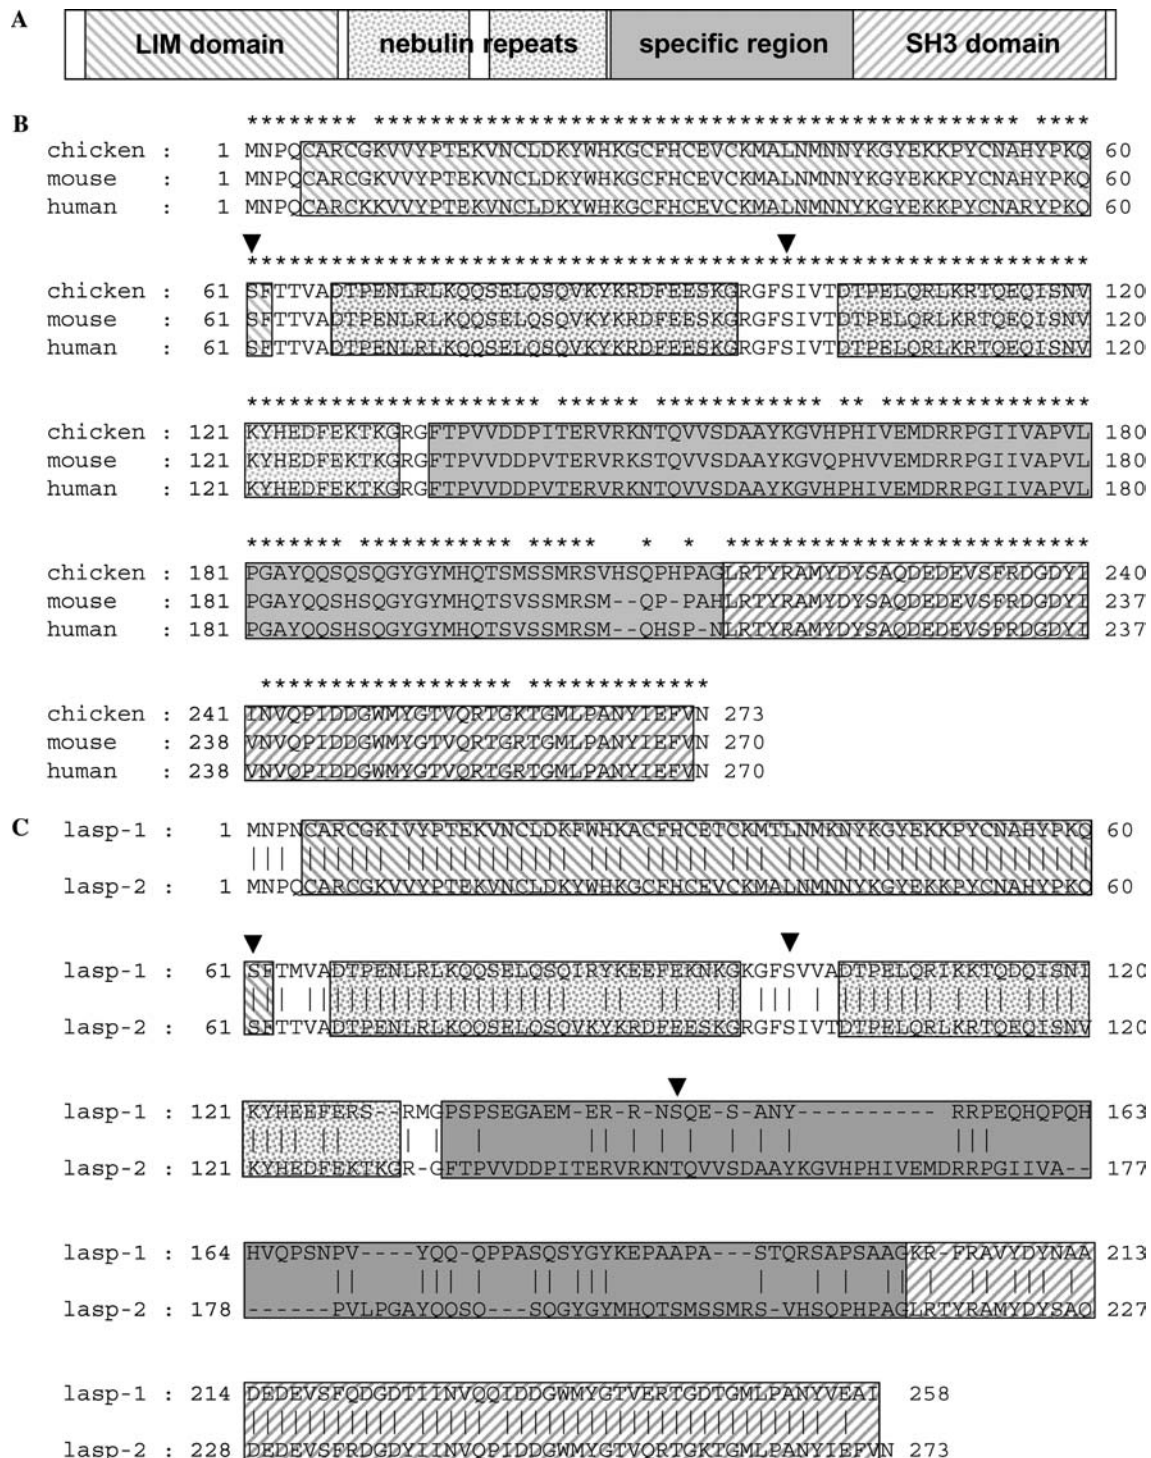 A
LIM domain nebulin repeats specific region SH3 domain
B
******** ********************************************** ****
chicken : 1 MNPQCARCGKVVYPTEKVNCLDKYWHKGCFHCEVCKMALNMNNYKGYEKKPYCNAHYPKQ 60
mouse : 1 MNPQCARCGKVVYPTEKVNCLDKYWHKGCFHCEVCKMALNMNNYKGYEKKPYCNAHYPKQ 60
human : 1 MNPQCARCKKVVYPTEKVNCLDKYWHKGCFHCEVCKMALNMNNYKGYEKKPYCNARYPKQ 60
▼ ▼
************************************************************
chicken : 61 SFTTVADTPENLRLKQQSELQSQVKYKRDFEESKGRGFSIVTDTPELQRLKRTQEQISNV 120
mouse : 61 SFTTVADTPENLRLKQQSELQSQVKYKRDFEESKGRGFSIVTDTPELQRLKRTQEQISNV 120
human : 61 SFTTVADTPENLRLKQQSELQSQVKYKRDFEESKGRGFSIVTDTPELQRLKRTQEQISNV 120
********************* ******* ************ ** ***************
chicken : 121 KYHEDFEKTKGRGFTPVVDDPITERVRKNTQVVSDAAYKGVHPHIVEMDRRPGIIVAPVL 180
mouse : 121 KYHEDFEKTKGRGFTPVVDDPVTERVRKSTQVVSDAAYKGVQPHVVEMDRRPGIIVAPVL 180
human : 121 KYHEDFEKTKGRGFTPVVDDPVTERVRKNTQVVSDAAYKGVHPHIVEMDRRPGIIVAPVL 180
******* *********** ***** * * **************************
chicken : 181 PGAYQQSQSQGYGYMHQTSMSSMRSVHSQPHPAGLRTYRAMYDYSAQDEDEVSFRDGDYI 240
mouse : 181 PGAYQQSHSQGYGYMHQTSVSSMRSM--QP-PAHLRTYRAMYDYSAQDEDEVSFRDGDYI 237
human : 181 PGAYQQSHSQGYGYMHQTSVSSMRSM--QHSP-NLRTYRAMYDYSAQDEDEVSFRDGDYI 237
****************** *************
chicken : 241 INVQPIDDGWMYGTVQRTGKTGMLPANYIEFVN 273
mouse : 238 VNVQPIDDGWMYGTVQRTGRTGMLPANYIEFVN 270
human : 238 VNVQPIDDGWMYGTVQRTGRTGMLPANYIEFVN 270
C
lasp-1 : 1 MNPNCARCGKIVYPTEKVNCLDKFWHKACFHCETCKMTLNMKNYKGYEKKPYCNAHYPKQ 60
lasp-2 : 1 MNPQCARCGKVVYPTEKVNCLDKYWHKGCFHCEVCKMALNMNNYKGYEKKPYCNAHYPKQ 60
▼ ▼
lasp-1 : 61 SFTMVADTPENLRLKQQSELQSQIRYKEEFEKNKGKGFSVVADTPELQRIKKTQDQISNI 120
lasp-2 : 61 SFTTVADTPENLRLKQQSELQSQVKYKRDFEESKGRGFSIVTDTPELQRLKRTQEQISNV 120
▼
lasp-1 : 121 KYHEEFERS--RMGPSPSEGAEM-ER-R-NSQE-S-ANY---------- RRPEQHQPQH 163
lasp-2 : 121 KYHEDFEKTKGR-GFTPVVDDPITERVRKNTQVVSDAAYKGVHPHIVEMDRRPGIIVA-- 177
lasp-1 : 164 HVQPSNPV----YQQ-QPPASQSYGYKEPAAPA---STQRSAPSAAGKR-FRAVYDYNAA 213
lasp-2 : 178 ------PVLPGAYQQSQ---SQGYGYMHQTSMSSMRS-VHSQPHPAGLRTYRAMYDYSAQ 227
lasp-1 : 214 DEDEVSFQDGDTIINVQQIDDGWMYGTVERTGDTGMLPANYVEAI 258
lasp-2 : 228 DEDEVSFRDGDYIINVQPIDDGWMYGTVQRTGKTGMLPANYIEFVN 273